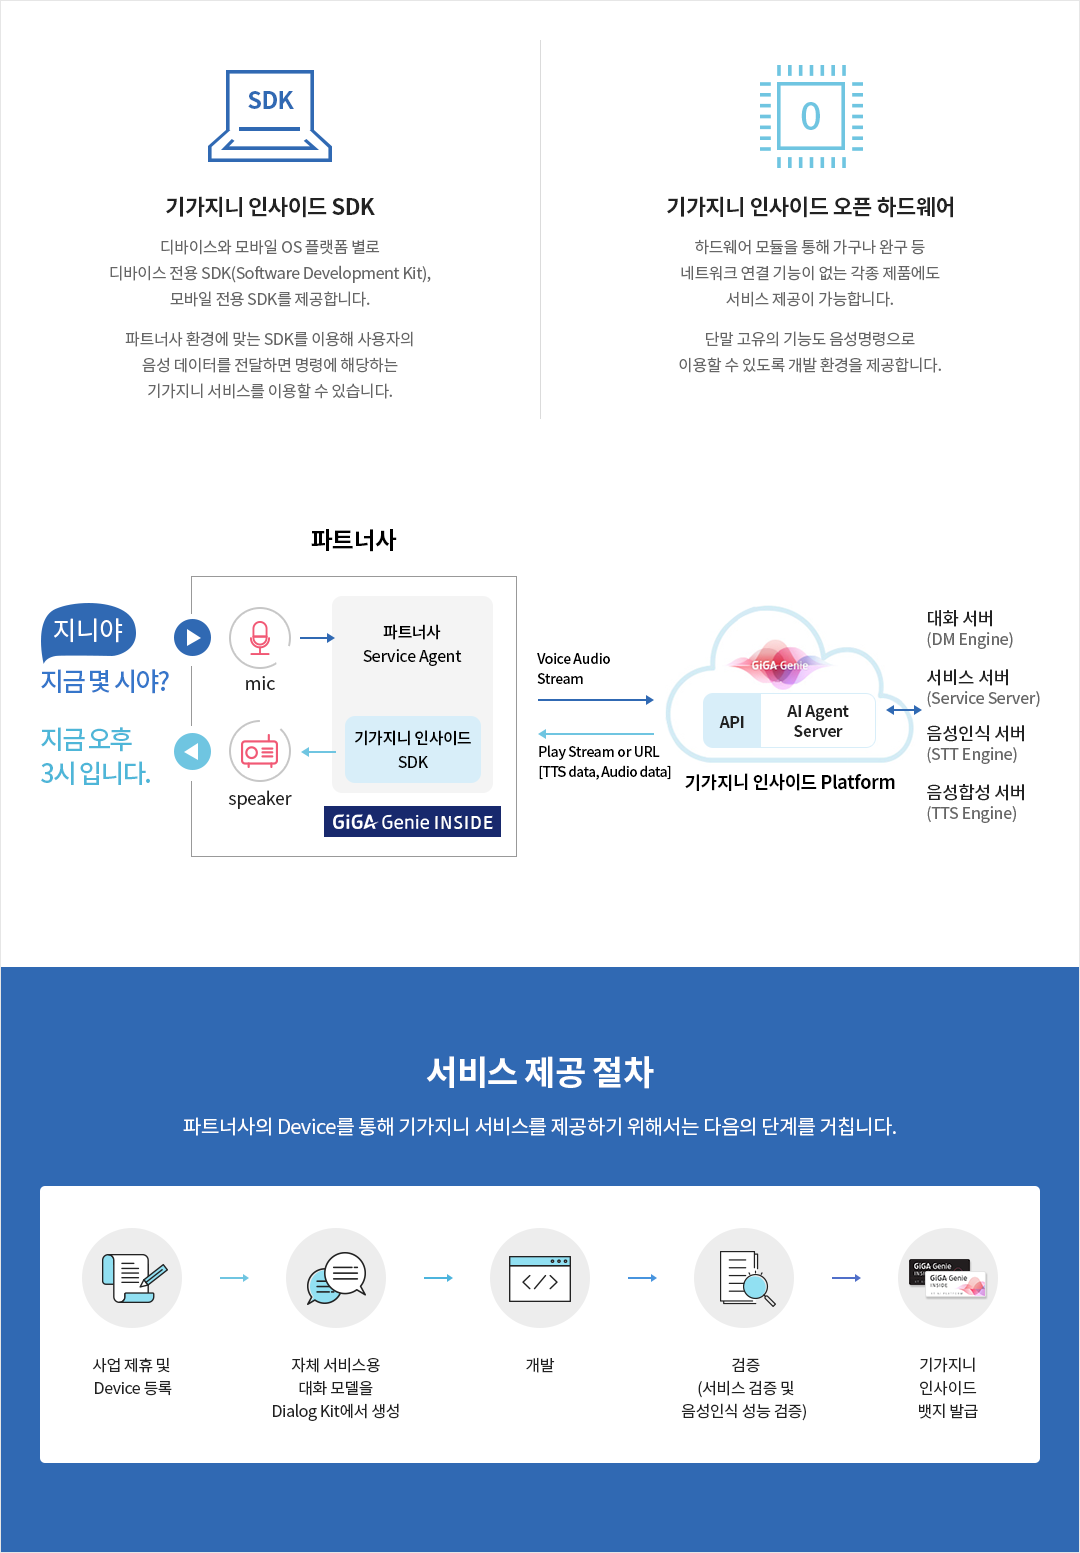 SDK
기가지니 인사이드 SDK
디바이스와 모바일 OS 플랫폼 별로
디바이스 전용 SDK(Software Development Kit),
모바일 전용 SDK를 제공합니다.
파트너사 환경에 맞는 SDK를 이용해 사용자의
음성 데이터를 전달하면 명령에 해당하는
기가지니 서비스를 이용할 수 있습니다.
0
기가지니 인사이드 오픈 하드웨어
하드웨어 모듈을 통해 가구나 완구 등
네트워크 연결 기능이 없는 각종 제품에도
서비스 제공이 가능합니다.
단말 고유의 기능도 음성명령으로
이용할 수 있도록 개발 환경을 제공합니다.
파트너사
지니야
지금 몇 시야?
지금 오후
3시 입니다.
mic
speaker
파트너사
Service Agent
기가지니 인사이드
SDK
GiGA Genie INSIDE
Voice Audio
Stream
Play Stream or URL
[TTS data, Audio data]
GiGA Genie
API
AI Agent
Server
기가지니 인사이드 Platform
대화 서버
(DM Engine)
서비스 서버
(Service Server)
음성인식 서버
(STT Engine)
음성합성 서버
(TTS Engine)
서비스 제공 절차
파트너사의 Device를 통해 기가지니 서비스를 제공하기 위해서는 다음의 단계를 거칩니다.
사업 제휴 및
Device 등록
자체 서비스용
대화 모델을
Dialog Kit에서 생성
개발
검증
(서비스 검증 및
음성인식 성능 검증)
GiGA Genie
GiGA Genie
INSIDE
기가지니
인사이드
뱃지 발급